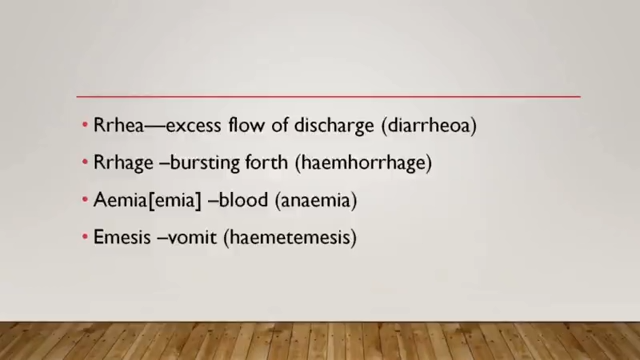 • Rrhea—excess flow of discharge (diarrheoa)
• Rrhage –bursting forth (haemhorrhage)
• Aemia[emia] –blood (anaemia)
• Emesis –vomit (haemetemesis)